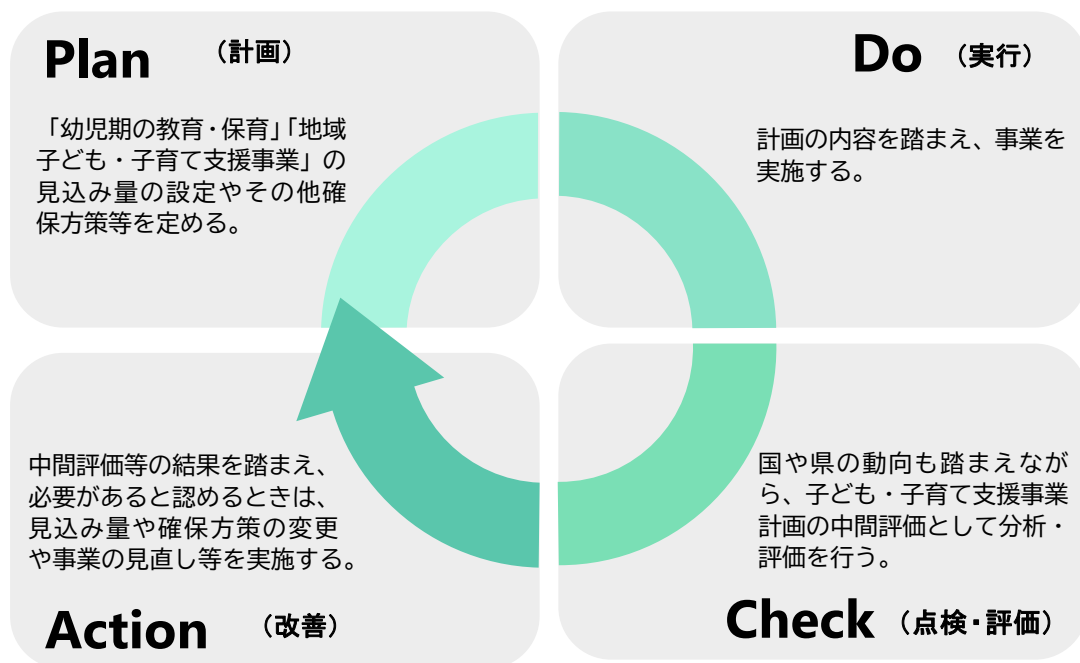 Plan （計画）
「幼児期の教育・保育」「地域
子ども・子育て支援事業」の
見込み量の設定やその他確
保方策等を定める。
Do （実行）
計画の内容を踏まえ、事業を
実施する。
中間評価等の結果を踏まえ、
必要があると認めるときは、
見込み量や確保方策の変更
や事業の見直し等を実施する。
Action （改善）
国や県の動向も踏まえなが
ら、子ども・子育て支援事業
計画の中間評価として分析・
評価を行う。
Check （点検・評価）